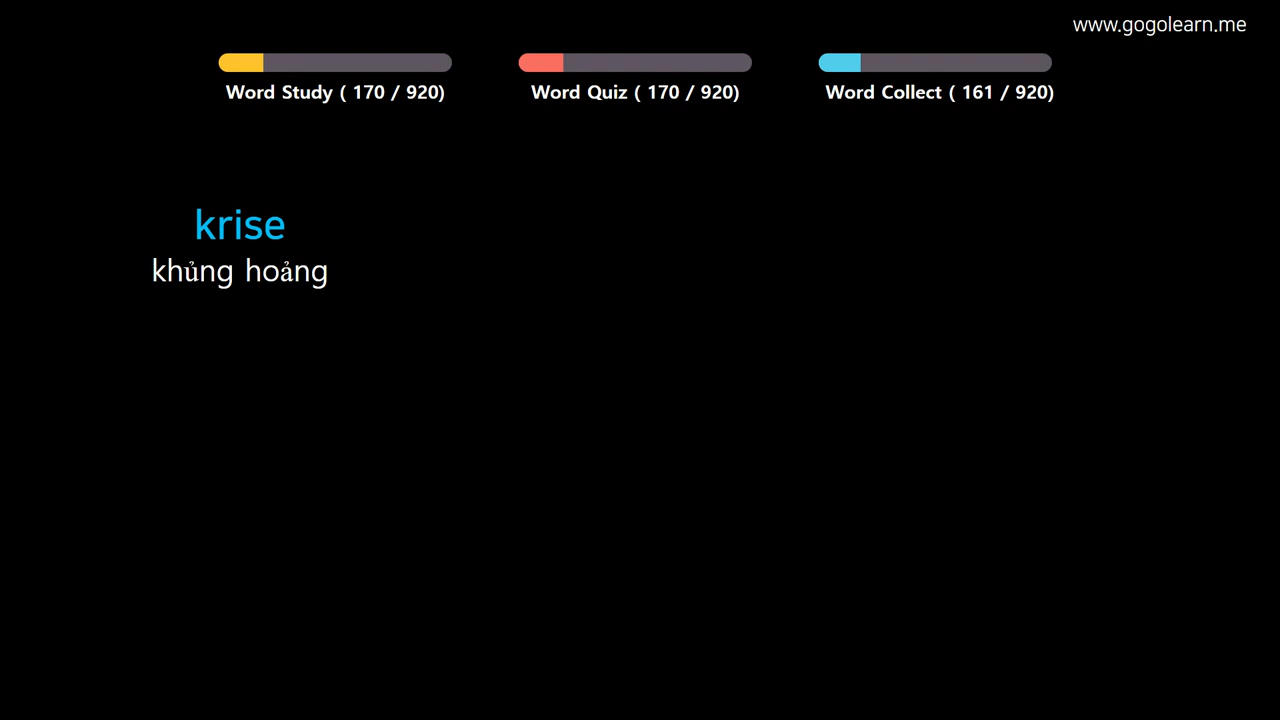 www.gogolearn.me
Word Study ( 170 / 920)
Word Quiz ( 170 / 920)
Word Collect ( 161 / 920)
krise
khủng hoảng